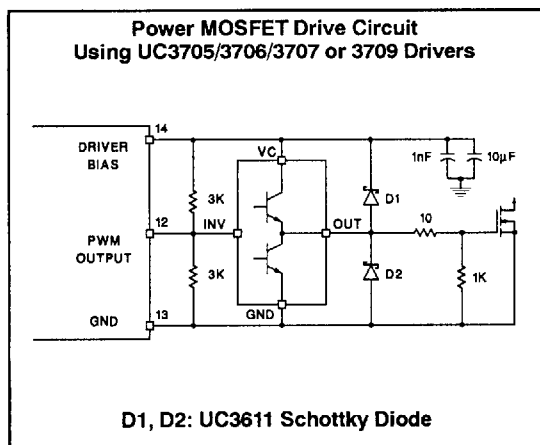 Power MOSFET Drive Circuit
Using UC3705/3706/3707 or 3709 Drivers
14
DRIVER
BIAS
VC
1nF
10µF
3K
D1
12
INV
OUT
10
PWM
OUTPUT
3K
D2
1K
GND
13
GND
D1, D2: UC3611 Schottky Diode